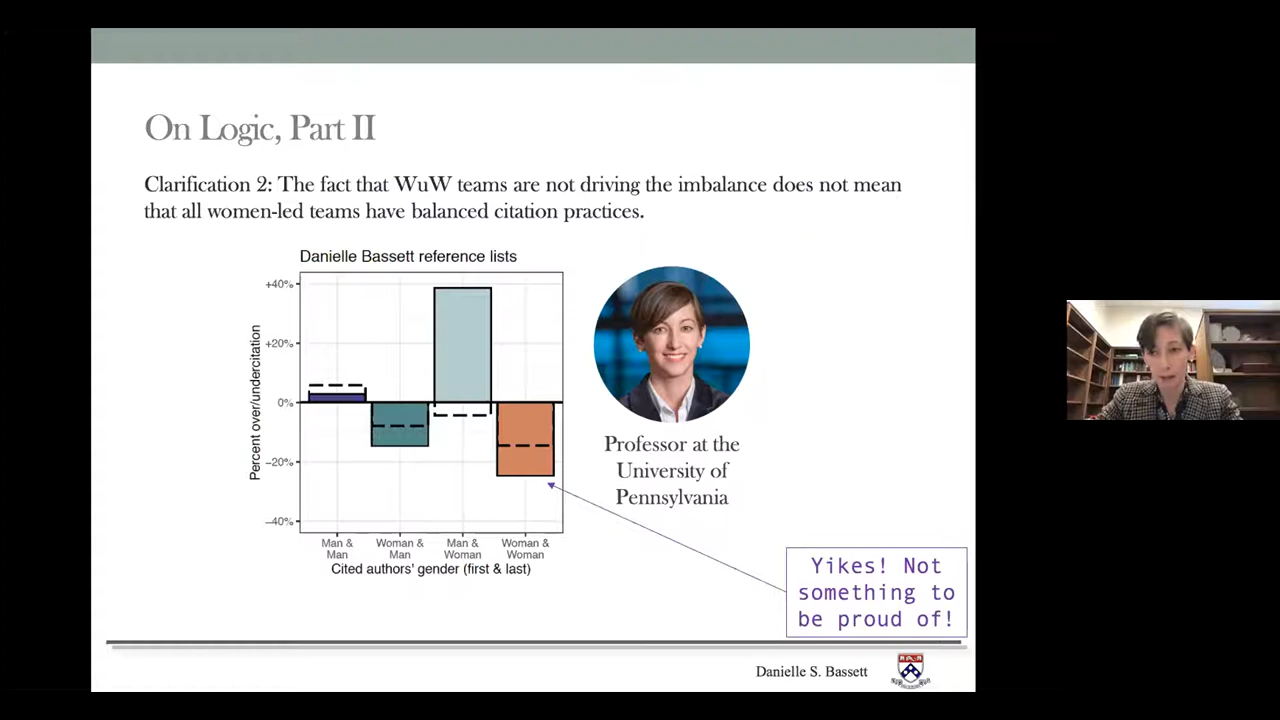 On Logic, Part II
Clarification 2: The fact that WuW teams are not driving the imbalance does not mean
that all women-led teams have balanced citation practices.
Danielle Bassett reference lists
Percent over/undercitation
+40%
+20%
0%
−20%
−40%
Man &
Man
Woman &
Man
Man &
Woman
Woman &
Woman
Cited authors' gender (first & last)
Professor at the
University of
Pennsylvania
Yikes! Not
something to
be proud of!
Danielle S. Bassett